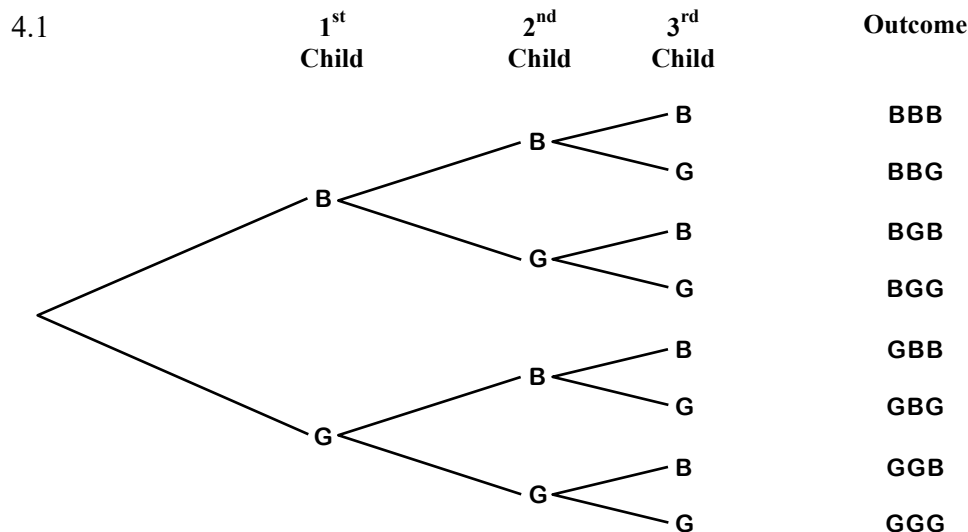 4.1 1st 2nd 3rd Outcome
Child Child Child
B BBB
B
G BBG
B
B BGB
G
G BGG
B GBB
B
G GBG
G
B GGB
G
G GGG